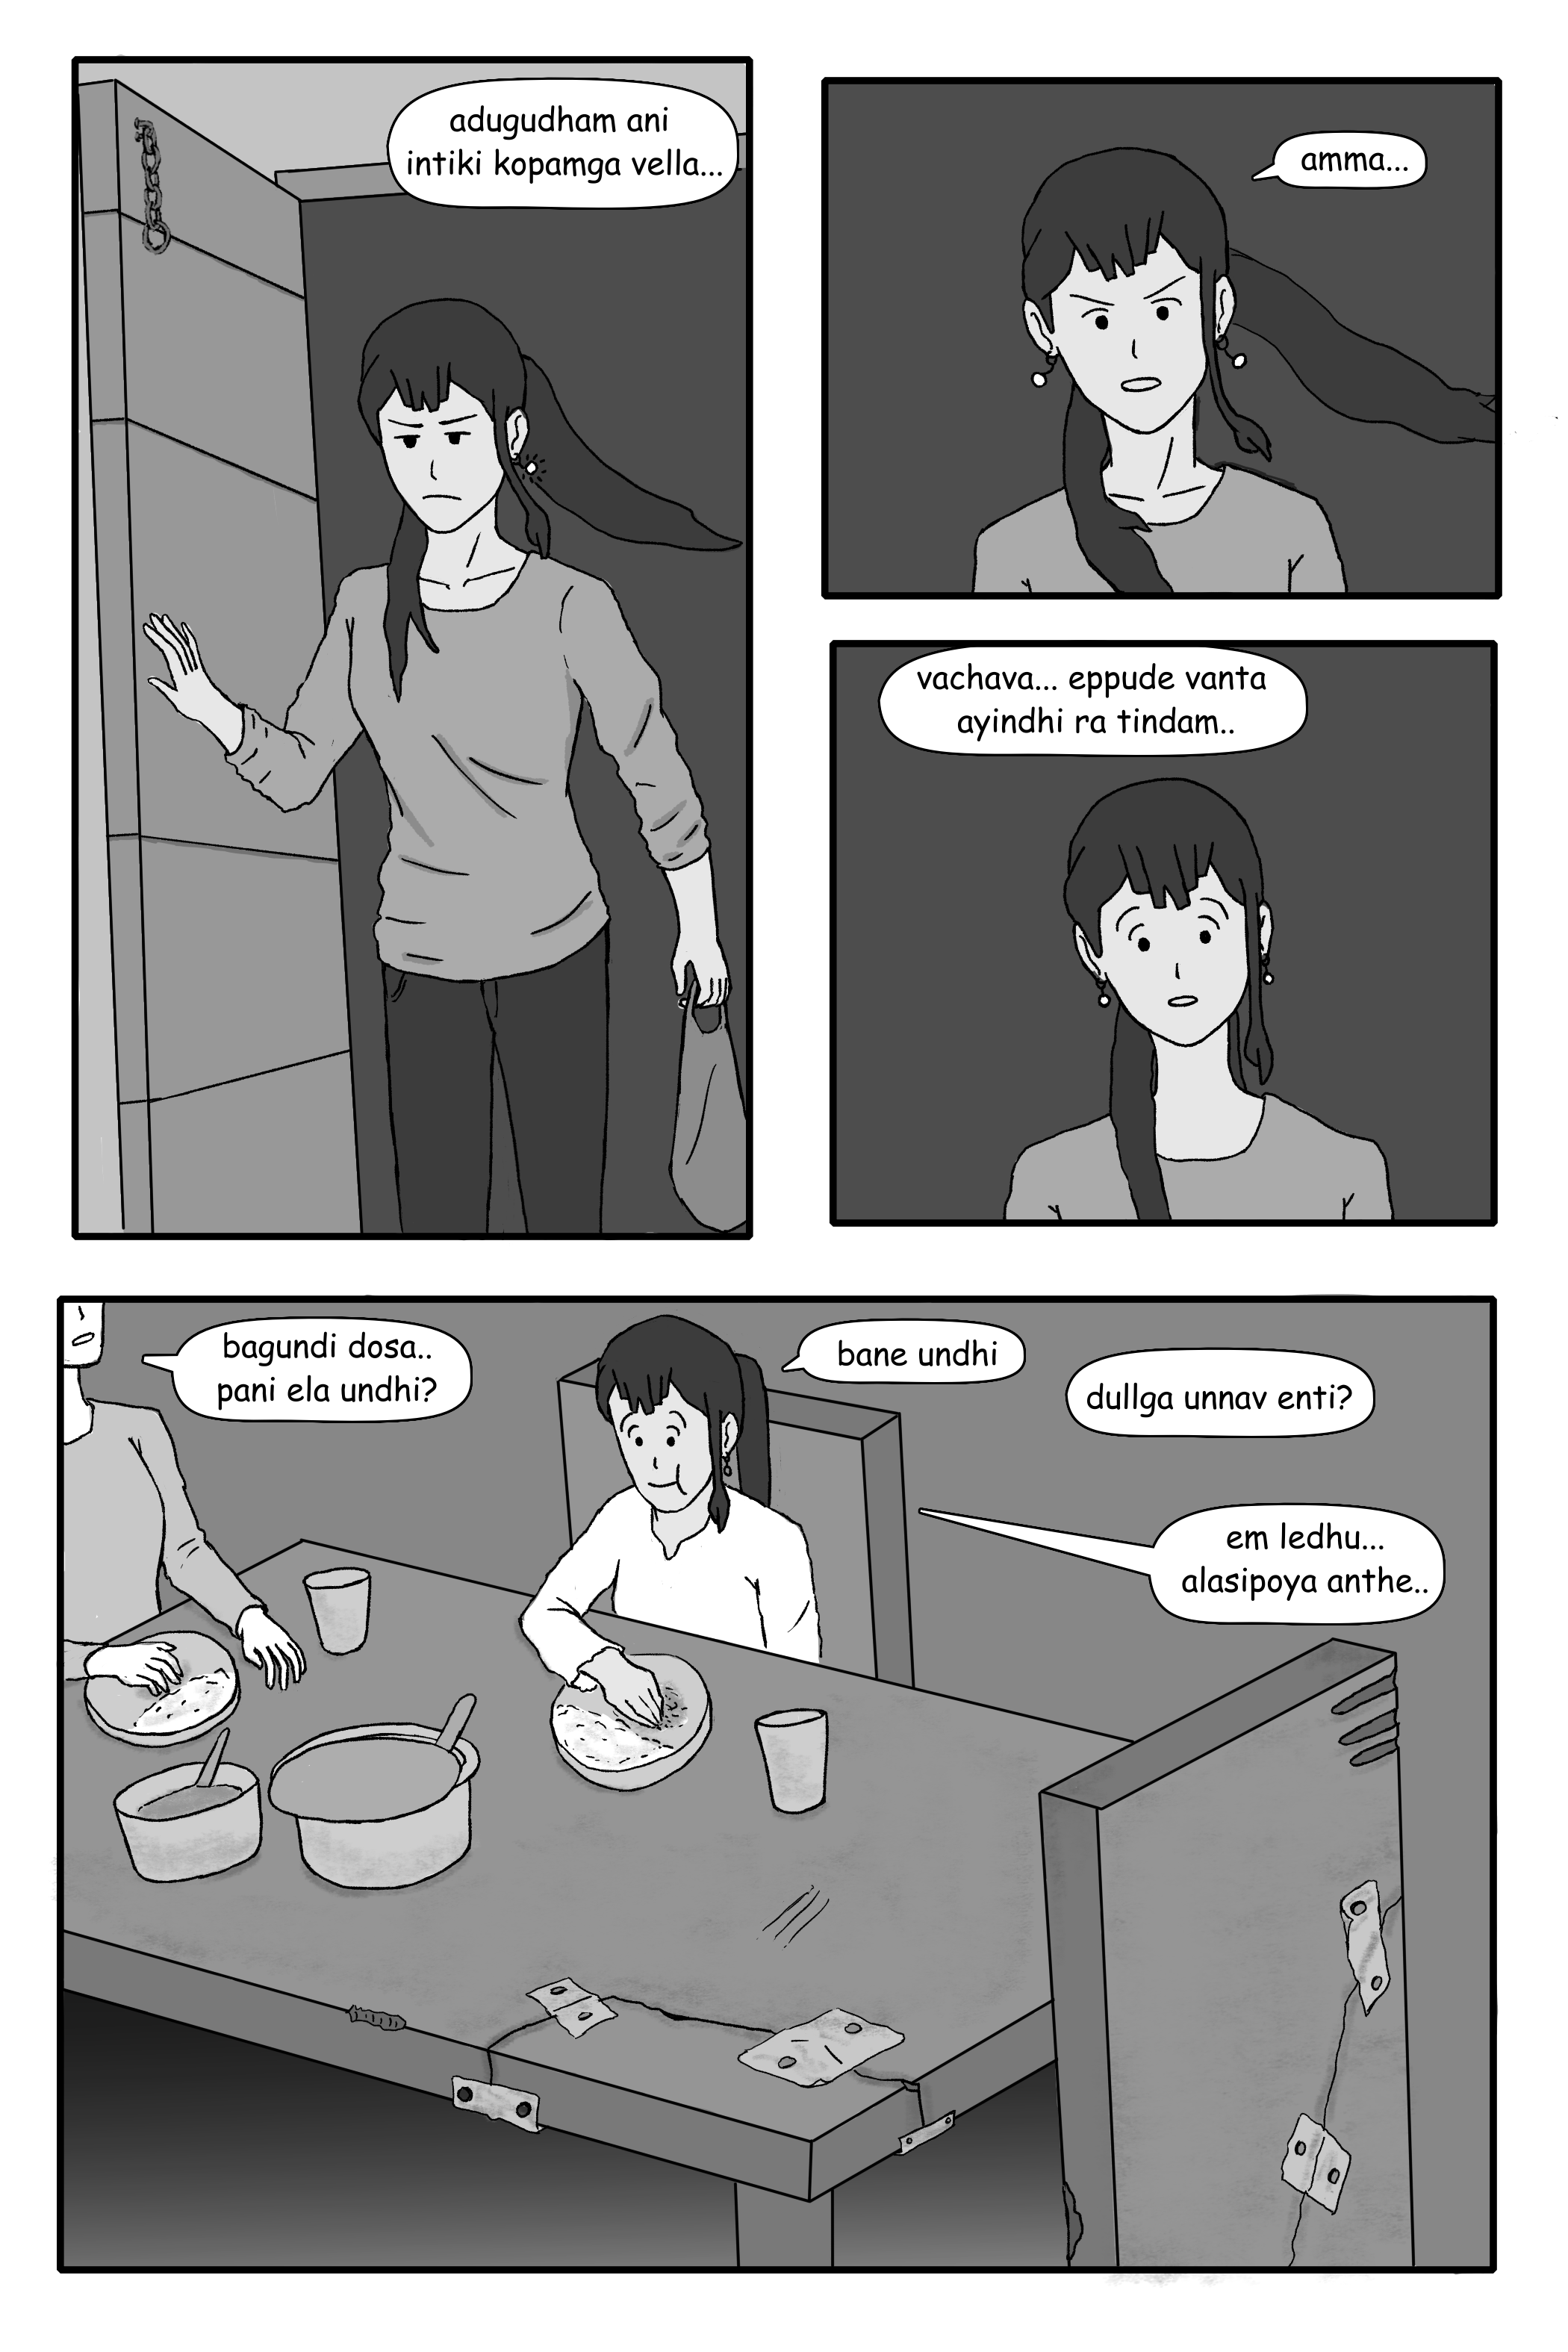 adugudham ani
intiki kopamga vella...
amma...
vachava... eppude vanta
ayindhi ra tindam..
bagundi dosa..
pani ela undhi?
bane undhi
dullga unnav enti?
em ledhu...
alasipoya anthe..